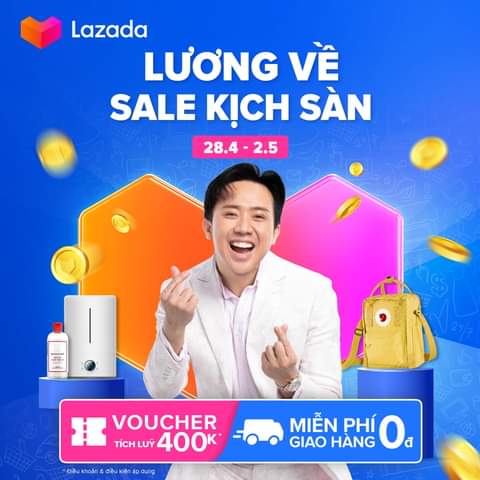 Lazada
LƯƠNG VỀ
SALE KỊCH SÀN
28.4 - 2.5
VOUCHER
TÍCH LUỸ 400K*
MIỄN PHÍ
GIAO HÀNG 0đ
* Điều khoản & điều kiện áp dụng